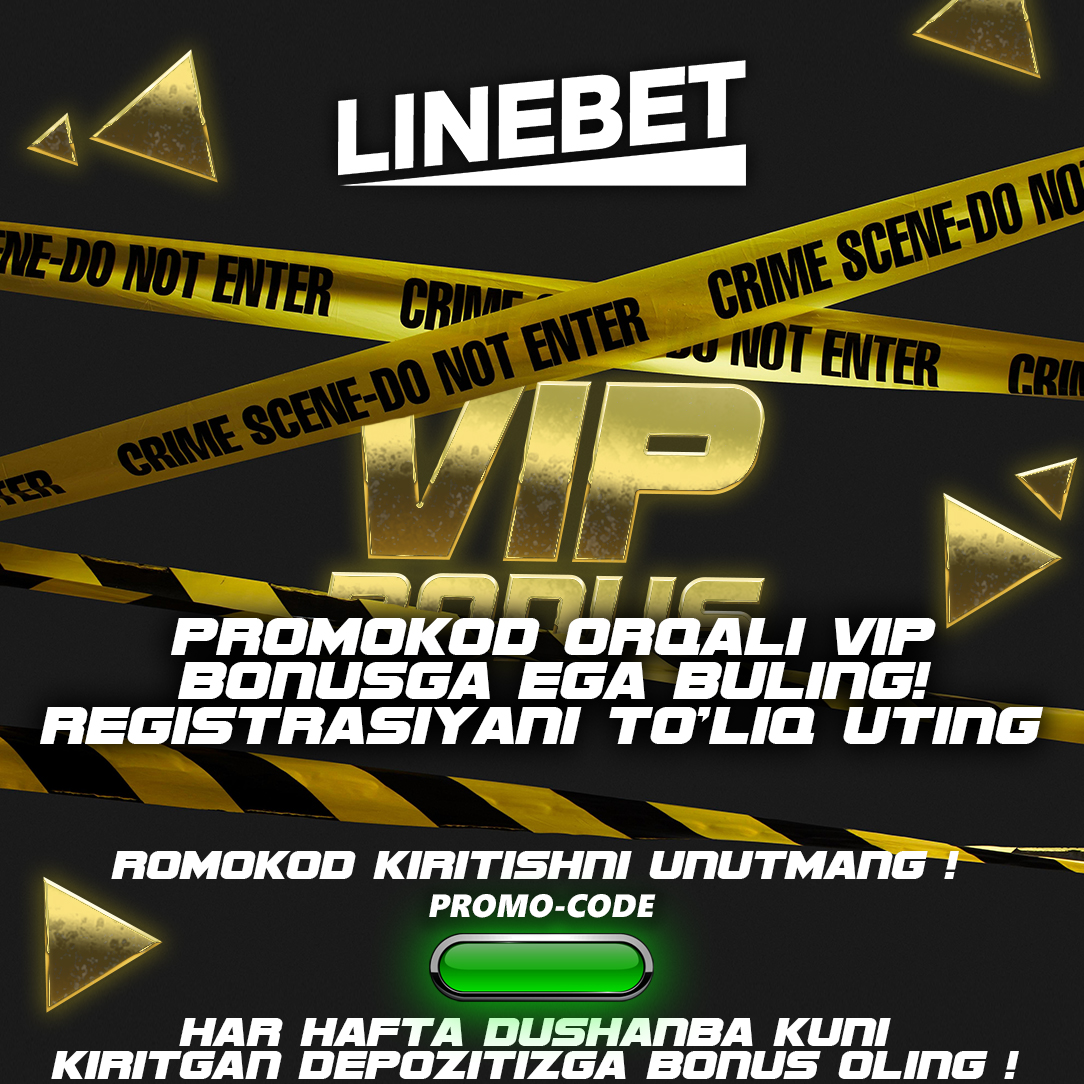 LINEBET
CRIME SCENE-DO NO
NE-DO NOT ENTER CRIME
NOT ENTER
CRIME SCENE-DO NOT ENTER
VIP
BONUS
PROMOKOD ORQALI VIP
BONUSGA EGA BULING!
REGISTRASIYANI TO'LIQ UTING
ROMOKOD KIRITISHNI UNUTMANG !
PROMO-CODE
HAR HAFTA DUSHANBA KUNI
KIRITGAN DEPOZITIZGA BONUS OLING !